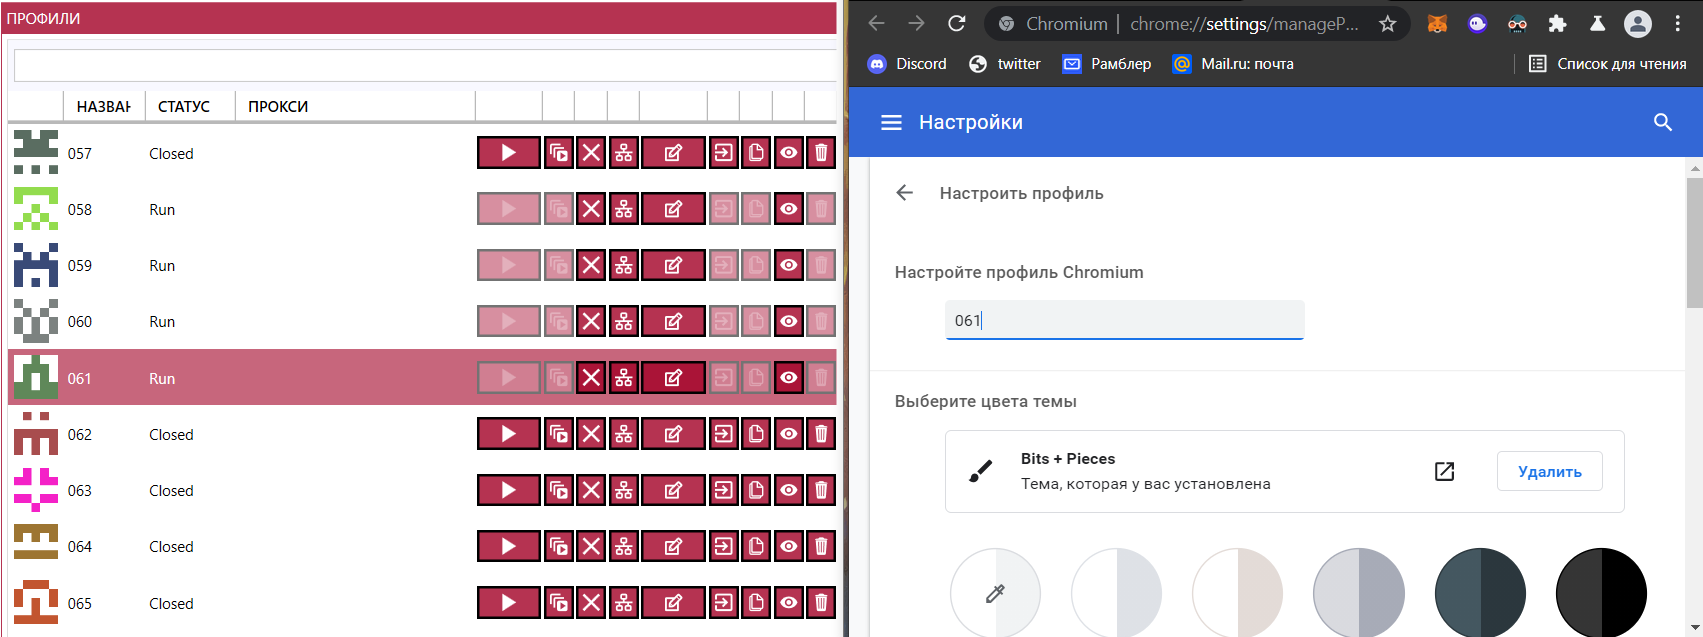 ПРОФИЛИ
НАЗВАН СТАТУС ПРОКСИ
057 Closed
058 Run
059 Run
060 Run
061 Run
062 Closed
063 Closed
064 Closed
065 Closed
Chromium | chrome://settings/manageP...
Discord twitter Рамблер Mail.ru: почта Список для чтения
Настройки
Настроить профиль
Настройте профиль Chromium
061
Выберите цвета темы
Bits + Pieces
Тема, которая у вас установлена
Удалить